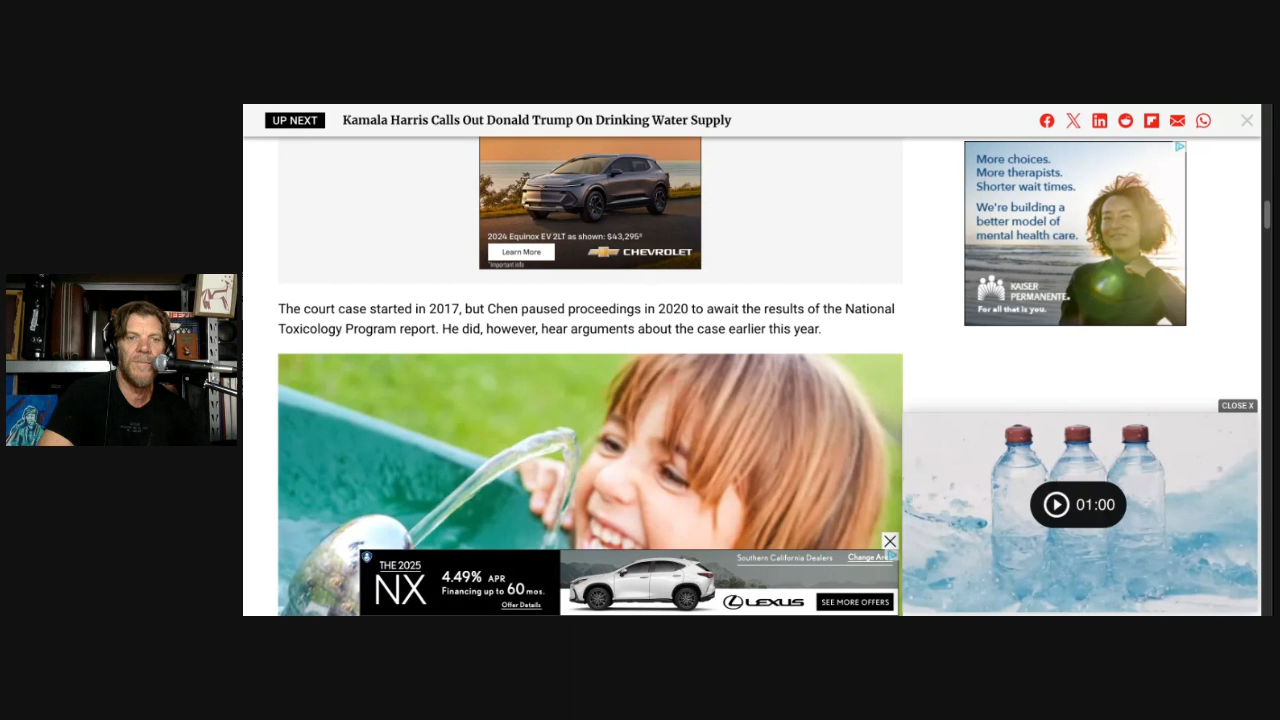 UP NEXT
Kamala Harris Calls Out Donald Trump On Drinking Water Supply
2024 Equinox EV 2LT as shown: $43,295*
Learn More
CHEVROLET
*Important info
More choices.
More therapists.
Shorter wait times.
We're building a
better model of
mental health care.
KAISER
PERMANENTE.
For all that is you.
The court case started in 2017, but Chen paused proceedings in 2020 to await the results of the National
Toxicology Program report. He did, however, hear arguments about the case earlier this year.
CLOSE X
01:00
THE 2025
NX
4.49% APR
Financing up to 60 mos.
Offer Details
Southern California Dealers
Change Are
LEXUS
SEE MORE OFFERS